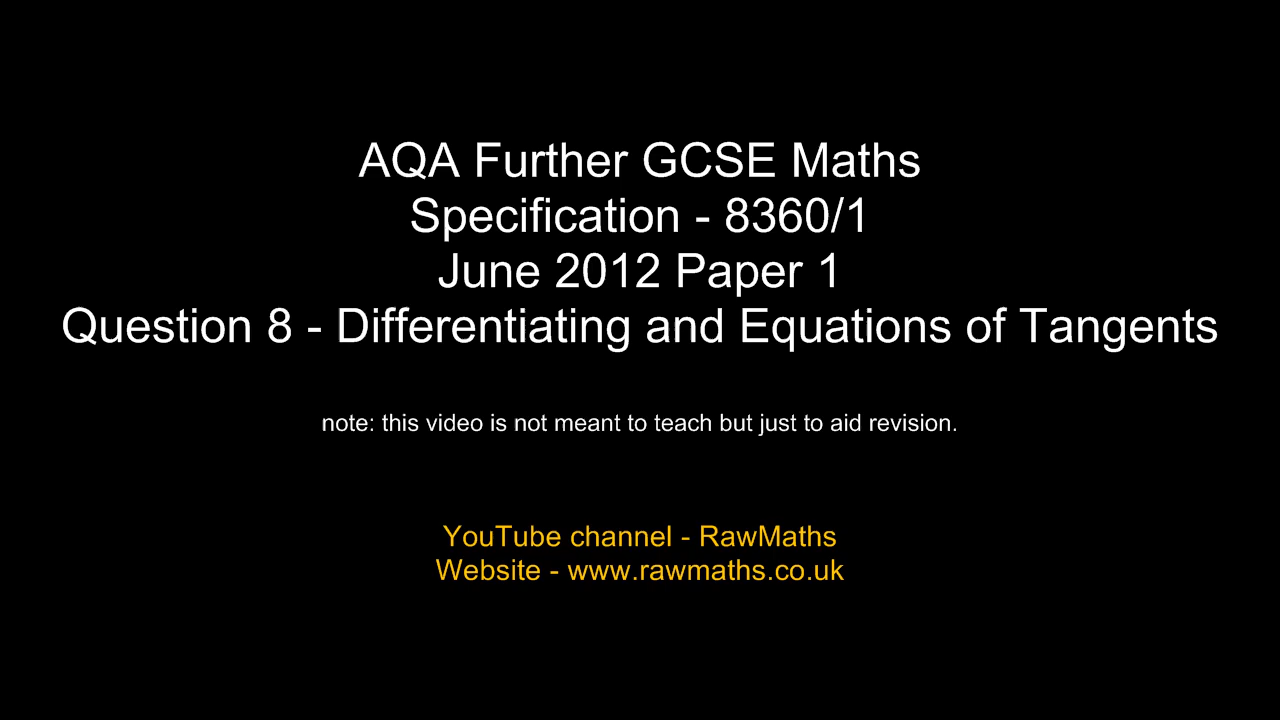 AQA Further GCSE Maths
Specification - 8360/1
June 2012 Paper 1
Question 8 - Differentiating and Equations of Tangents
note: this video is not meant to teach but just to aid revision.
YouTube channel - RawMaths
Website - www.rawmaths.co.uk